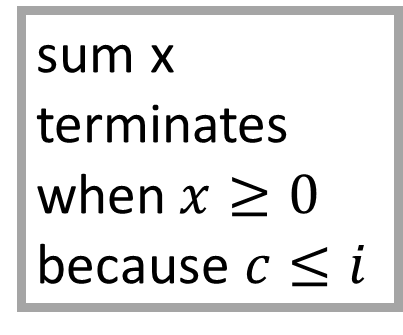 sum x
terminates
when x ≥ 0
because c ≤ i